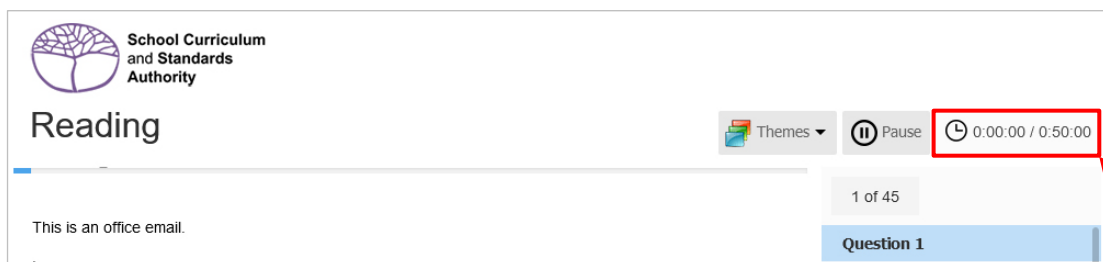 School Curriculum
and Standards
Authority
Reading
Themes
Pause
0:00:00 / 0:50:00
1 of 45
This is an office email.
Question 1